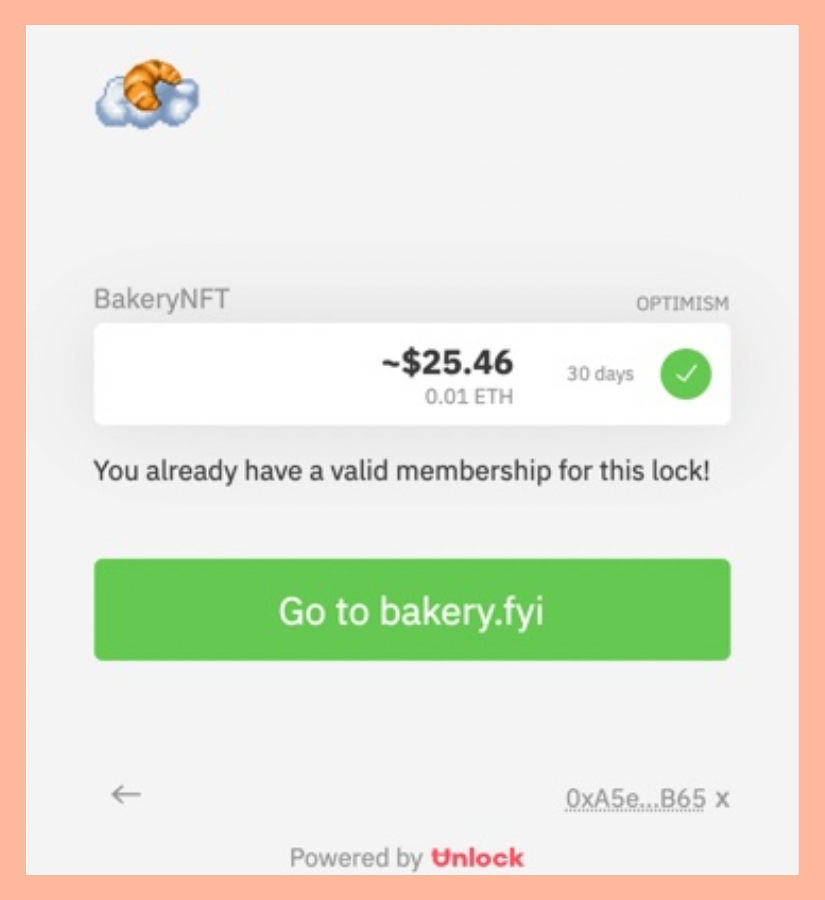 BakeryNFT
OPTIMISM
~$25.46
0.01 ETH
30 days
You already have a valid membership for this lock!
Go to bakery.fyi
←
0xA5e...B65 x
Powered by Unlock